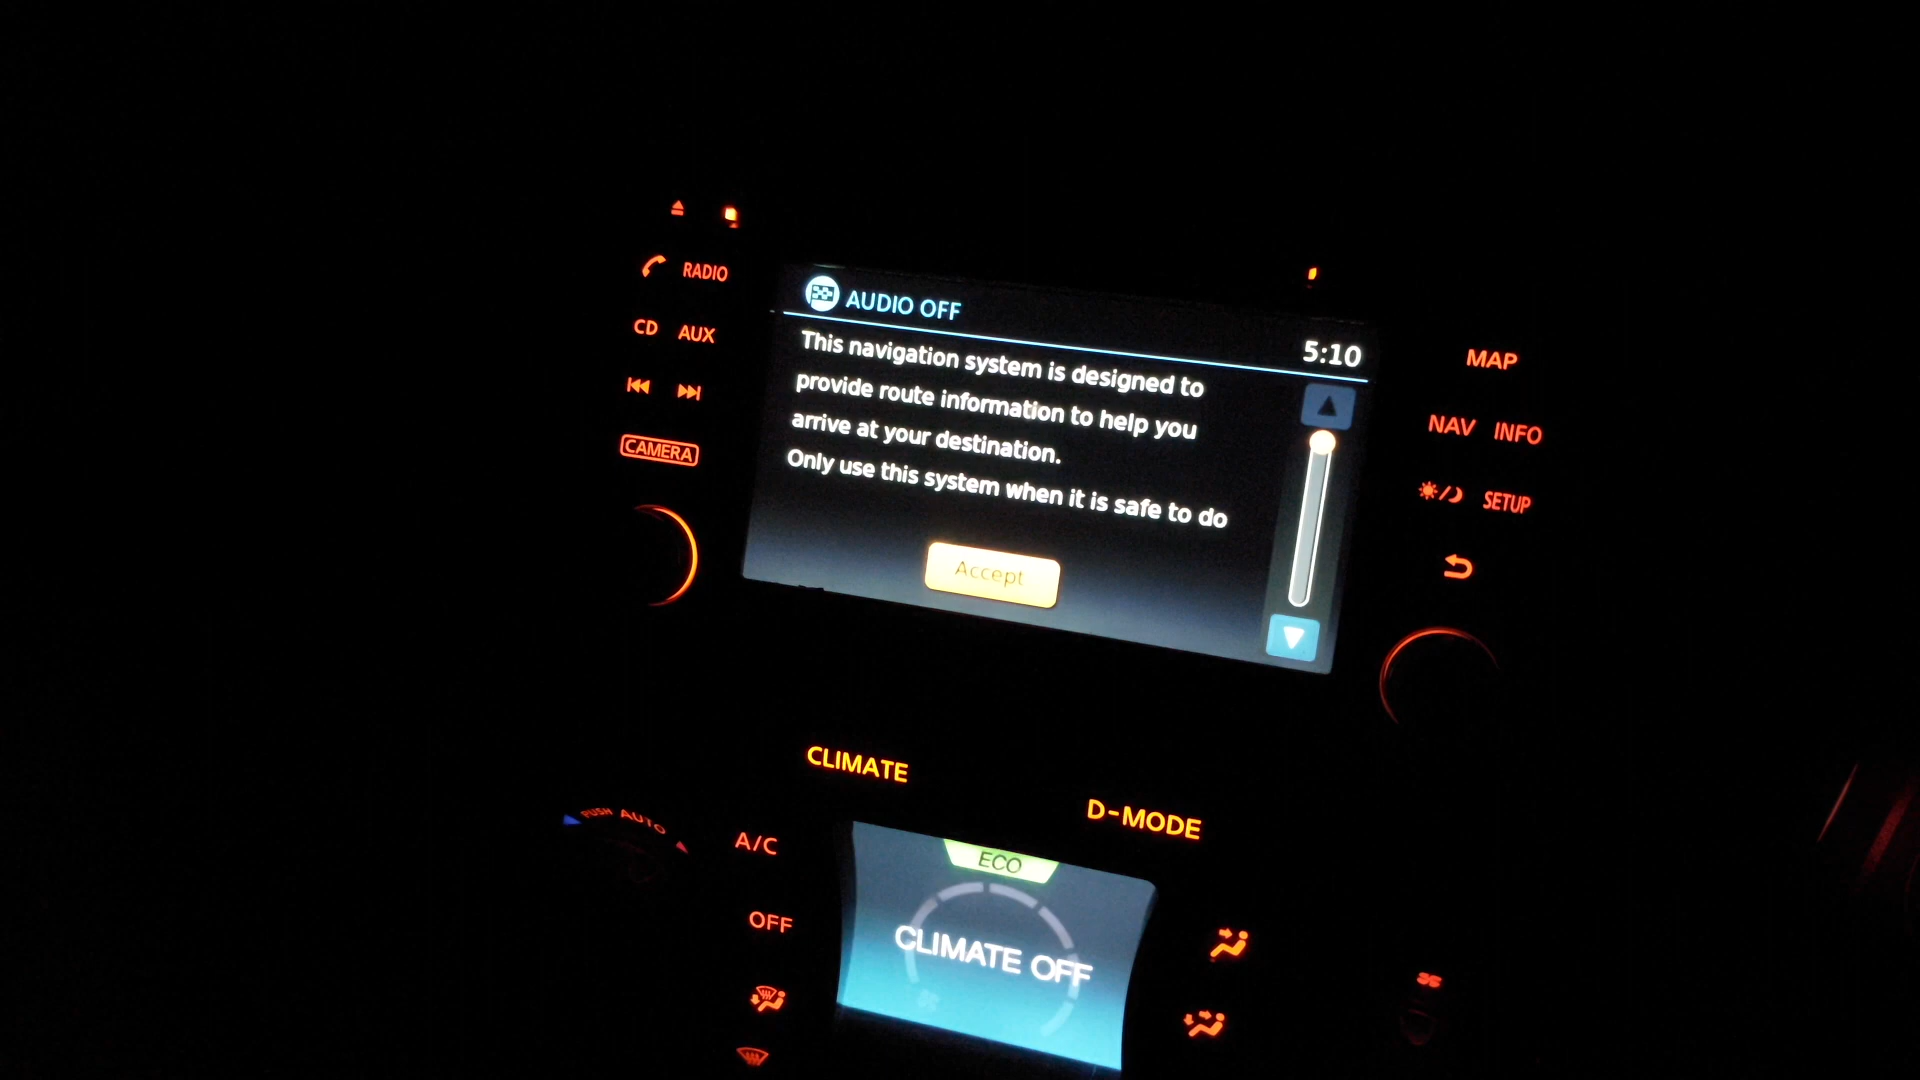 RADIO
CD AUX
CAMERA
AUDIO OFF
5:10
This navigation system is designed to
provide route information to help you
arrive at your destination.
Only use this system when it is safe to do
Accept
MAP
NAV INFO
SETUP
CLIMATE
D-MODE
PUSH AUTO
A/C
OFF
ECO
CLIMATE OFF